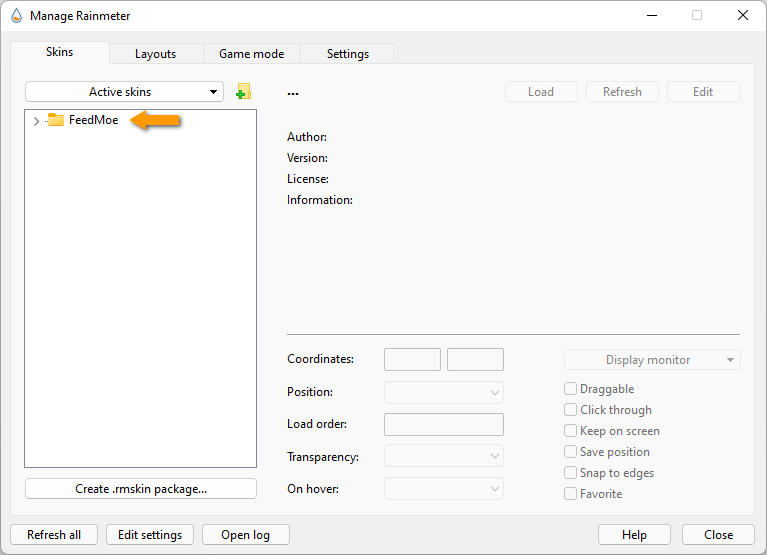 Manage Rainmeter
Skins Layouts Game mode Settings
Active skins
...
Load Refresh Edit
FeedMoe
Author:
Version:
License:
Information:
Coordinates:
Display monitor
Position:
Draggable
Click through
Load order:
Keep on screen
Save position
Transparency:
Snap to edges
On hover:
Favorite
Create .rmskin package...
Refresh all Edit settings Open log Help Close